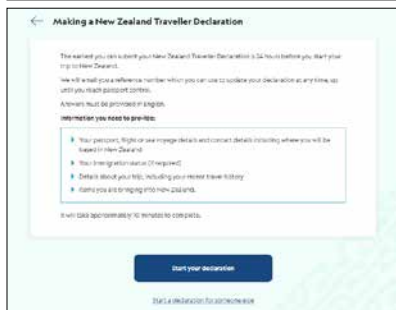 Making a New Zealand Traveller Declaration
The earliest you can submit your New Zealand Traveller Declaration is 24 hours before you start your
trip to New Zealand.
We will email you a reference number which you can use to update your declaration at any time, up
until you reach passport control.
Answers must be provided in English.
Information you need to provide:
Your passport, flight or sea voyage details and contact details including where you will be
based in New Zealand
Your immigration status (if required)
Details about your trip, including your recent travel history
Items you are bringing into New Zealand.
It will take approximately 10 minutes to complete.
Start your declaration
Start a declaration for someone else